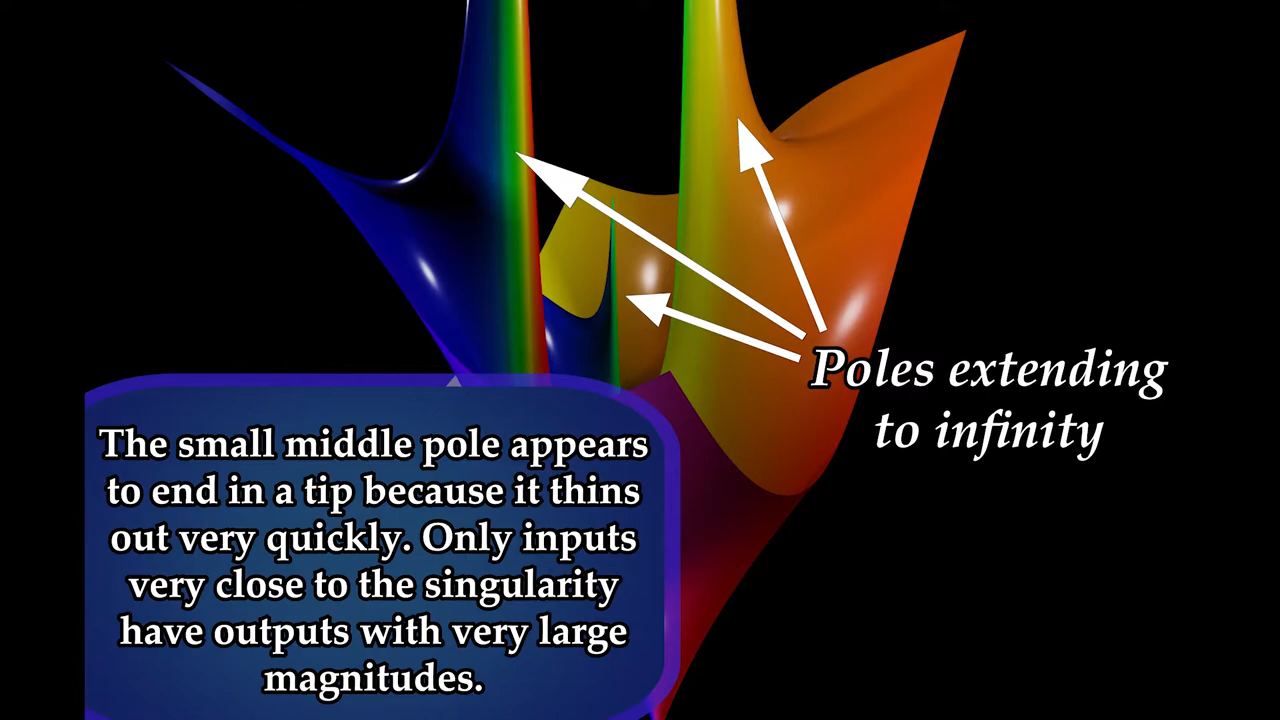 Poles extending
to infinity
The small middle pole appears
to end in a tip because it thins
out very quickly. Only inputs
very close to the singularity
have outputs with very large
magnitudes.